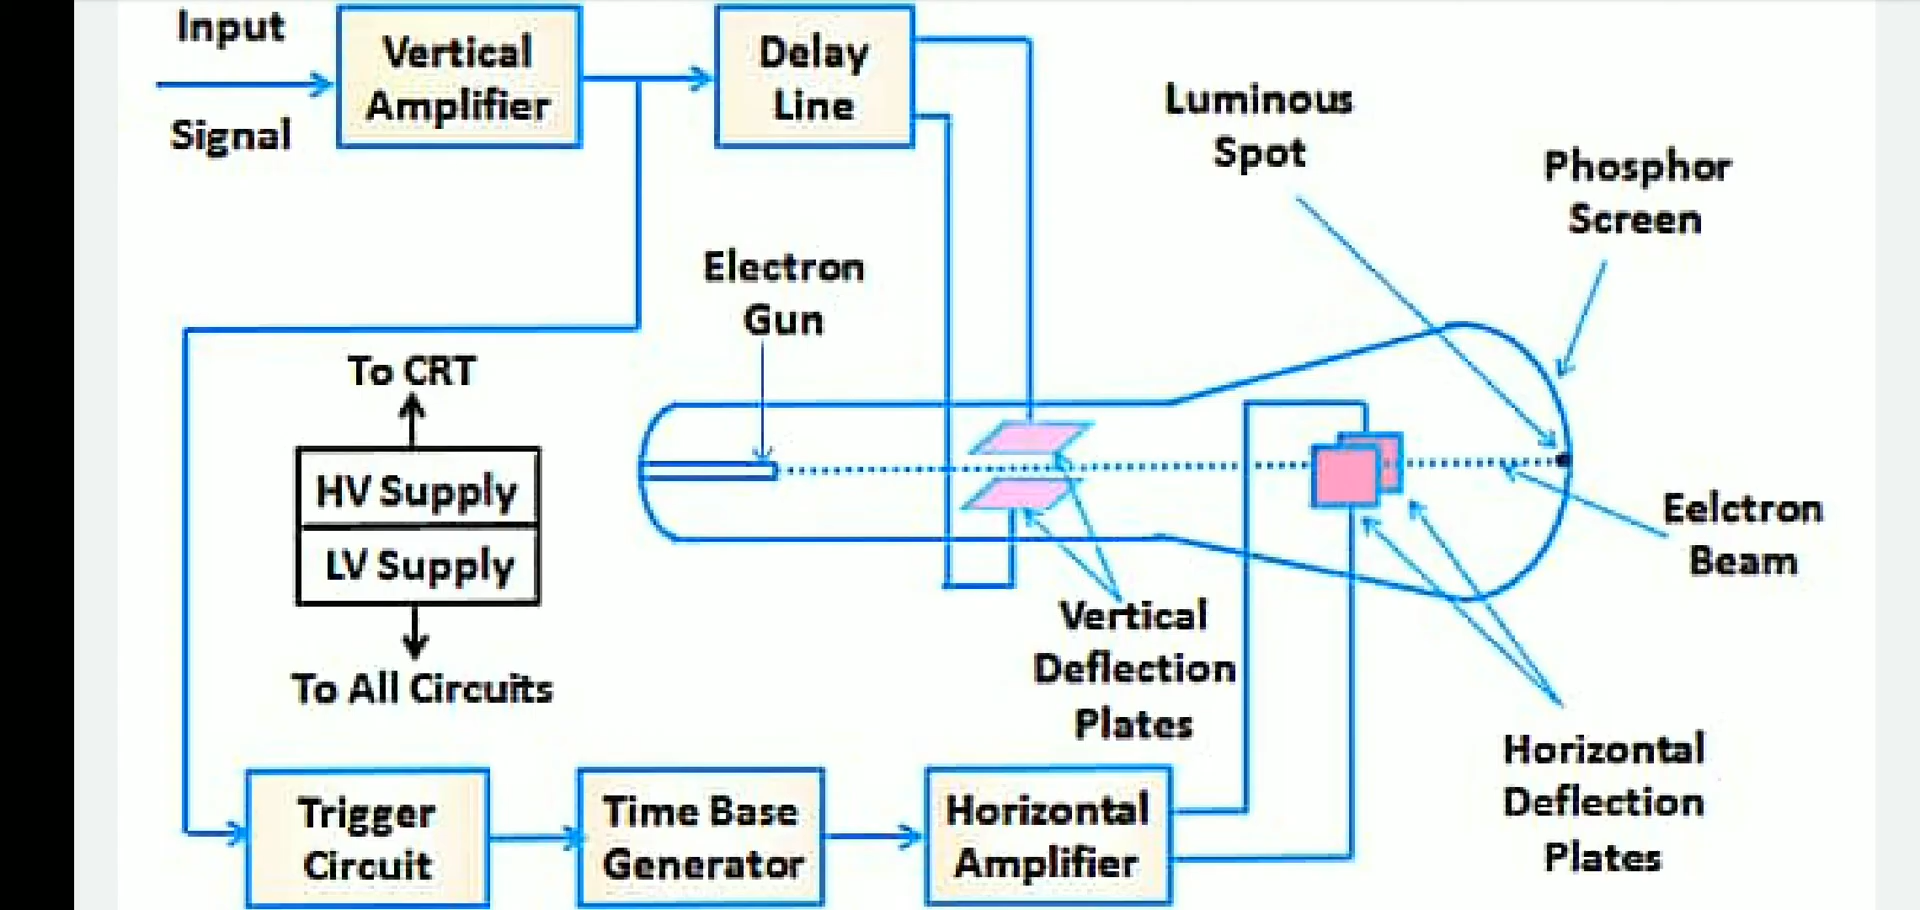 Input
Signal
Vertical
Amplifier
Delay
Line
Luminous
Spot
Phosphor
Screen
Electron
Gun
To CRT
HV Supply
LV Supply
To All Circuits
Eelctron
Beam
Vertical
Deflection
Plates
Horizontal
Deflection
Plates
Trigger
Circuit
Time Base
Generator
Horizontal
Amplifier